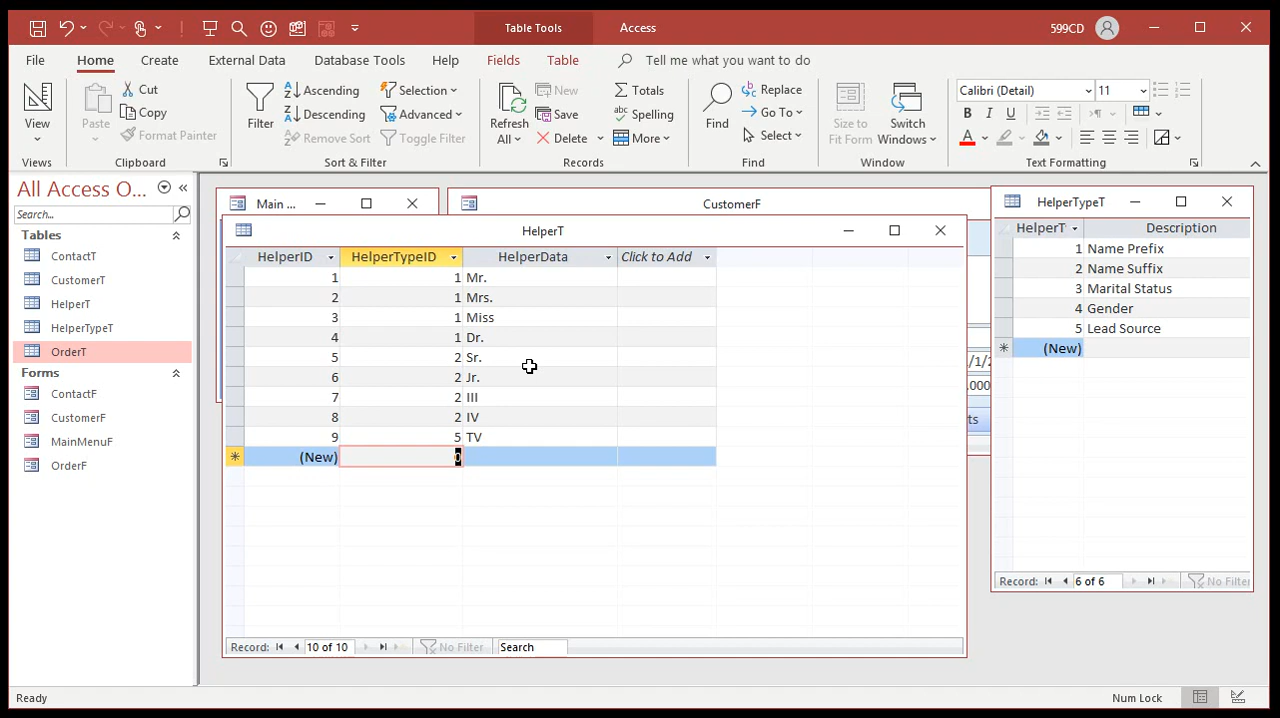 Table Tools
Access
599CD
File
Home
Create
External Data
Database Tools
Help
Fields
Table
Tell me what you want to do
View
Views
Paste
Cut
Copy
Format Painter
Clipboard
Filter
Ascending
Descending
Remove Sort
Selection
Advanced
Toggle Filter
Sort & Filter
Refresh All
New
Save
Delete
Totals
Spelling
More
Records
Find
Replace
Go To
Select
Find
Size to Fit Form
Switch Windows
Window
Calibri (Detail)
11
B I U
Text Formatting
All Access O...
Search...
Tables
ContactT
CustomerT
HelperT
HelperTypeT
OrderT
Forms
ContactF
CustomerF
MainMenuF
OrderF
Main ...
CustomerF
HelperT
HelperID HelperTypeID HelperData Click to Add
1 1 Mr.
2 1 Mrs.
3 1 Miss
4 1 Dr.
5 2 Sr.
6 2 Jr.
7 2 III
8 2 IV
9 5 TV
(New) 0
Record: 10 of 10 No Filter Search
HelperTypeT
HelperT Description
1 Name Prefix
2 Name Suffix
3 Marital Status
4 Gender
5 Lead Source
(New)
Record: 6 of 6 No Filter
Ready
Num Lock